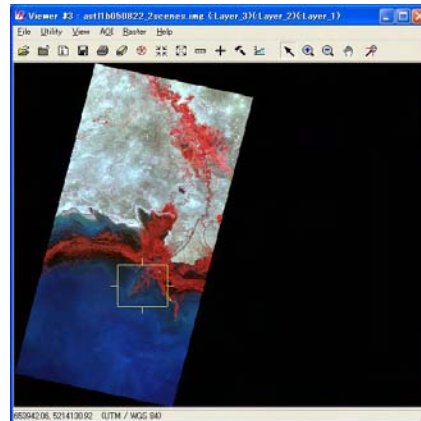 Viewer #3 : astl1b050822_2scenes.img (:Layer_3)(:Layer_2)(:Layer_1)
File Utility View AOI Raster Help
653942.06, 5214130.92 (UTM / WGS 84)